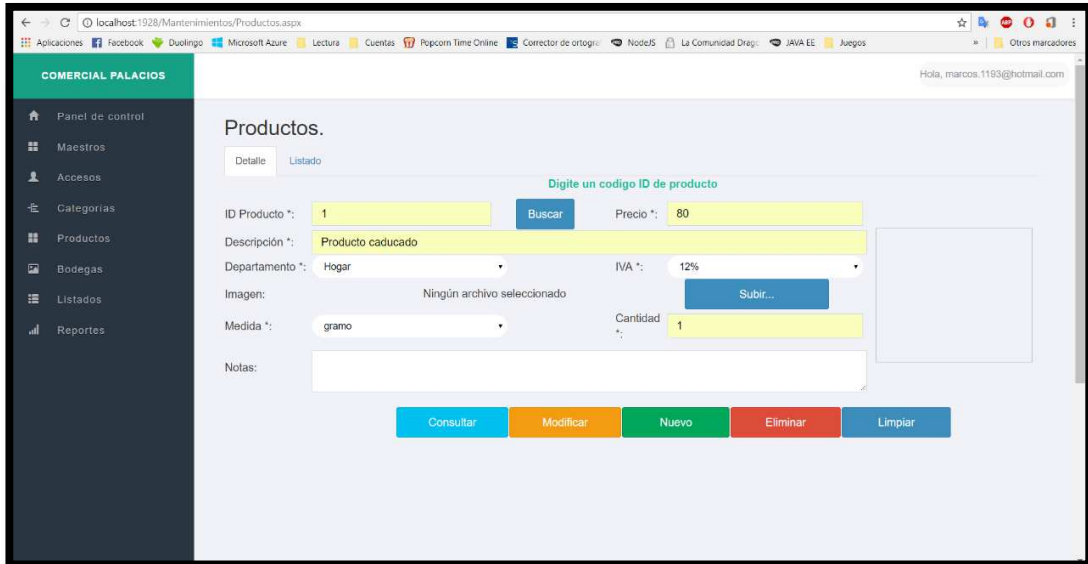 localhost:1928/Mantenimientos/Productos.aspx
Aplicaciones Facebook Duolingo Microsoft Azure Lectura Cuentas Popcorn Time Online Corrector de ortogra NodeJS La Comunidad Drag JAVA EE Juegos » Otros marcadores
COMERCIAL PALACIOS
Hola, marcos.1193@hotmail.com
Panel de control
Maestros
Accesos
Categorias
Productos
Bodegas
Listados
Reportes
Productos.
Detalle Listado
Digite un codigo ID de producto
ID Producto *: 1 Buscar Precio *: 80
Descripción *: Producto caducado
Departamento *: Hogar IVA *: 12%
Imagen: Ningún archivo seleccionado Subir...
Medida *: gramo Cantidad *: 1
Notas:
Consultar Modificar Nuevo Eliminar Limpiar